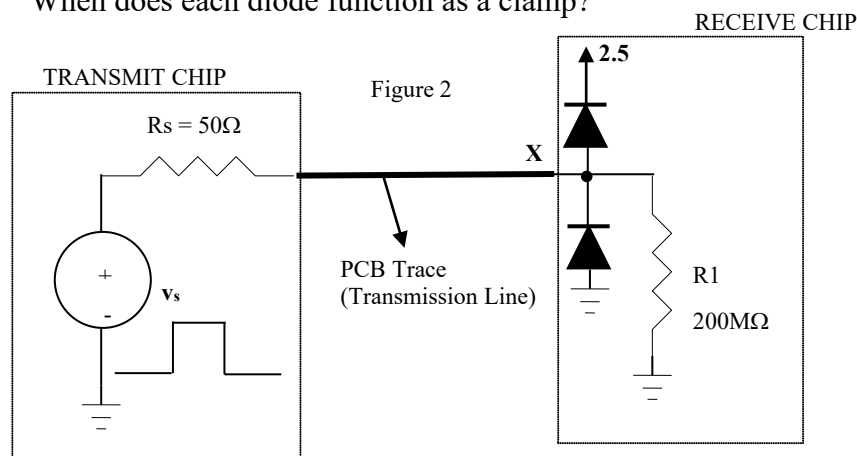 When does each diode function as a clamp?
RECEIVE CHIP
2.5
TRANSMIT CHIP
Figure 2
Rs = 50Ω
X
+
-
vs
PCB Trace
(Transmission Line)
R1
200MΩ